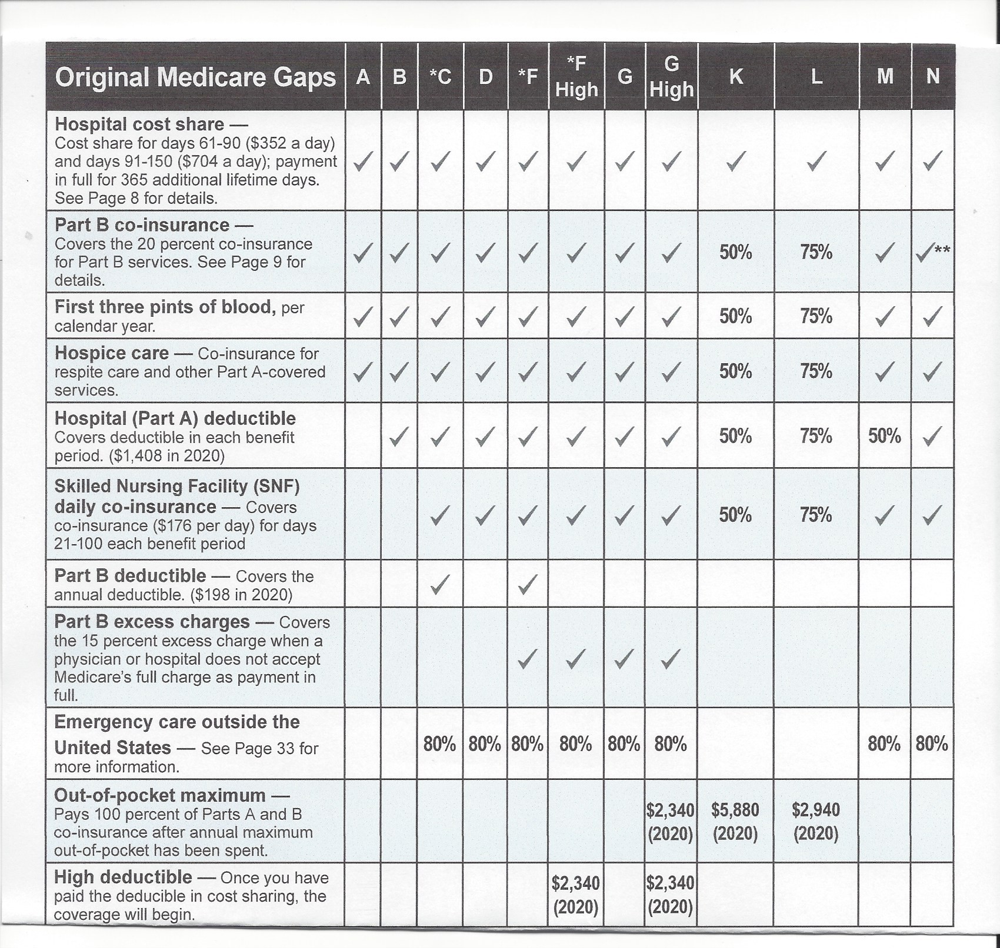 Original Medicare Gaps A B *C D *F *F High G G High K L M N
Hospital cost share —
Cost share for days 61-90 ($352 a day)
and days 91-150 ($704 a day); payment
in full for 365 additional lifetime days.
See Page 8 for details.
✓ ✓ ✓ ✓ ✓ ✓ ✓ ✓ ✓ ✓ ✓ ✓
Part B co-insurance —
Covers the 20 percent co-insurance
for Part B services. See Page 9 for
details.
✓ ✓ ✓ ✓ ✓ ✓ ✓ ✓ 50% 75% ✓ ✓**
First three pints of blood, per
calendar year.
✓ ✓ ✓ ✓ ✓ ✓ ✓ ✓ 50% 75% ✓ ✓
Hospice care — Co-insurance for
respite care and other Part A-covered
services.
✓ ✓ ✓ ✓ ✓ ✓ ✓ ✓ 50% 75% ✓ ✓
Hospital (Part A) deductible
Covers deductible in each benefit
period. ($1,408 in 2020)
✓ ✓ ✓ ✓ ✓ ✓ ✓ 50% 75% 50% ✓
Skilled Nursing Facility (SNF)
daily co-insurance — Covers
co-insurance ($176 per day) for days
21-100 each benefit period
✓ ✓ ✓ ✓ ✓ ✓ 50% 75% ✓ ✓
Part B deductible — Covers the
annual deductible. ($198 in 2020)
✓ ✓
Part B excess charges — Covers
the 15 percent excess charge when a
physician or hospital does not accept
Medicare's full charge as payment in
full.
✓ ✓ ✓ ✓
Emergency care outside the
United States — See Page 33 for
more information.
80% 80% 80% 80% 80% 80% 80% 80%
Out-of-pocket maximum —
Pays 100 percent of Parts A and B
co-insurance after annual maximum
out-of-pocket has been spent.
$2,340 $5,880 $2,940
(2020) (2020) (2020)
High deductible — Once you have
paid the deducible in cost sharing, the
coverage will begin.
$2,340 $2,340
(2020) (2020)